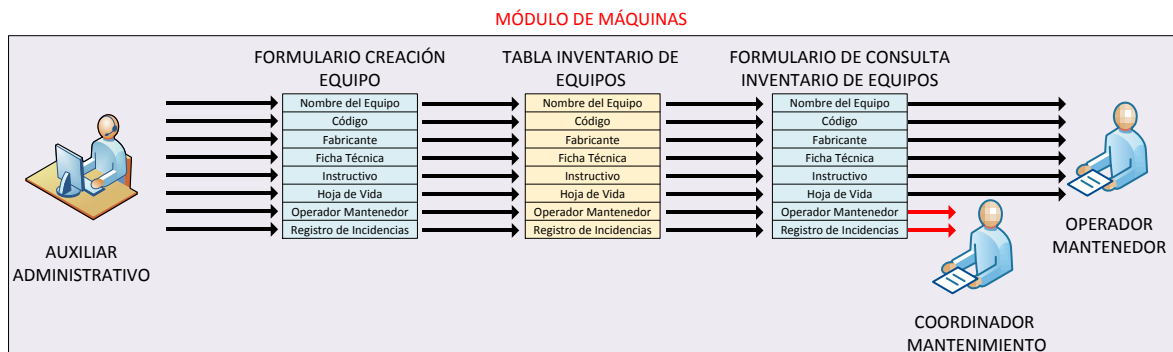 MÓDULO DE MÁQUINAS
FORMULARIO CREACIÓN
EQUIPO
Nombre del Equipo
Código
Fabricante
Ficha Técnica
Instructivo
Hoja de Vida
Operador Mantenedor
Registro de Incidencias
TABLA INVENTARIO DE
EQUIPOS
Nombre del Equipo
Código
Fabricante
Ficha Técnica
Instructivo
Hoja de Vida
Operador Mantenedor
Registro de Incidencias
FORMULARIO DE CONSULTA
INVENTARIO DE EQUIPOS
Nombre del Equipo
Código
Fabricante
Ficha Técnica
Instructivo
Hoja de Vida
Operador Mantenedor
Registro de Incidencias
AUXILIAR
ADMINISTRATIVO
OPERADOR
MANTENEDOR
COORDINADOR
MANTENIMIENTO